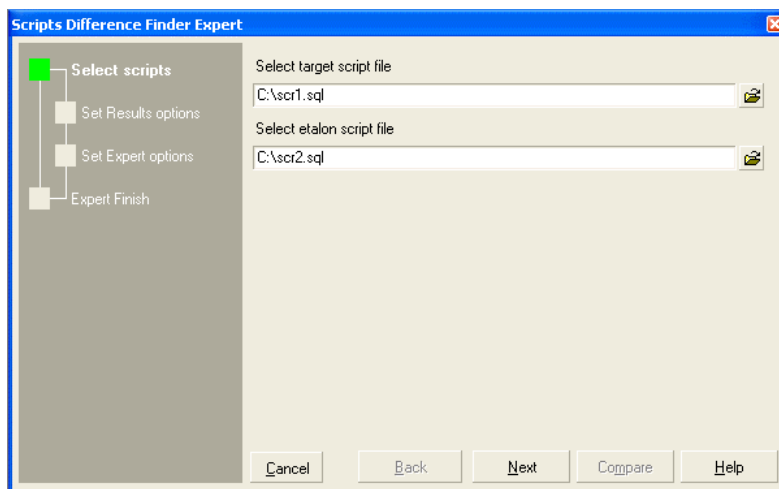 Scripts Difference Finder Expert
Select scripts
Set Results options
Set Expert options
Expert Finish
Select target script file
C:\scr1.sql
Select etalon script file
C:\scr2.sql
Cancel Back Next Compare Help